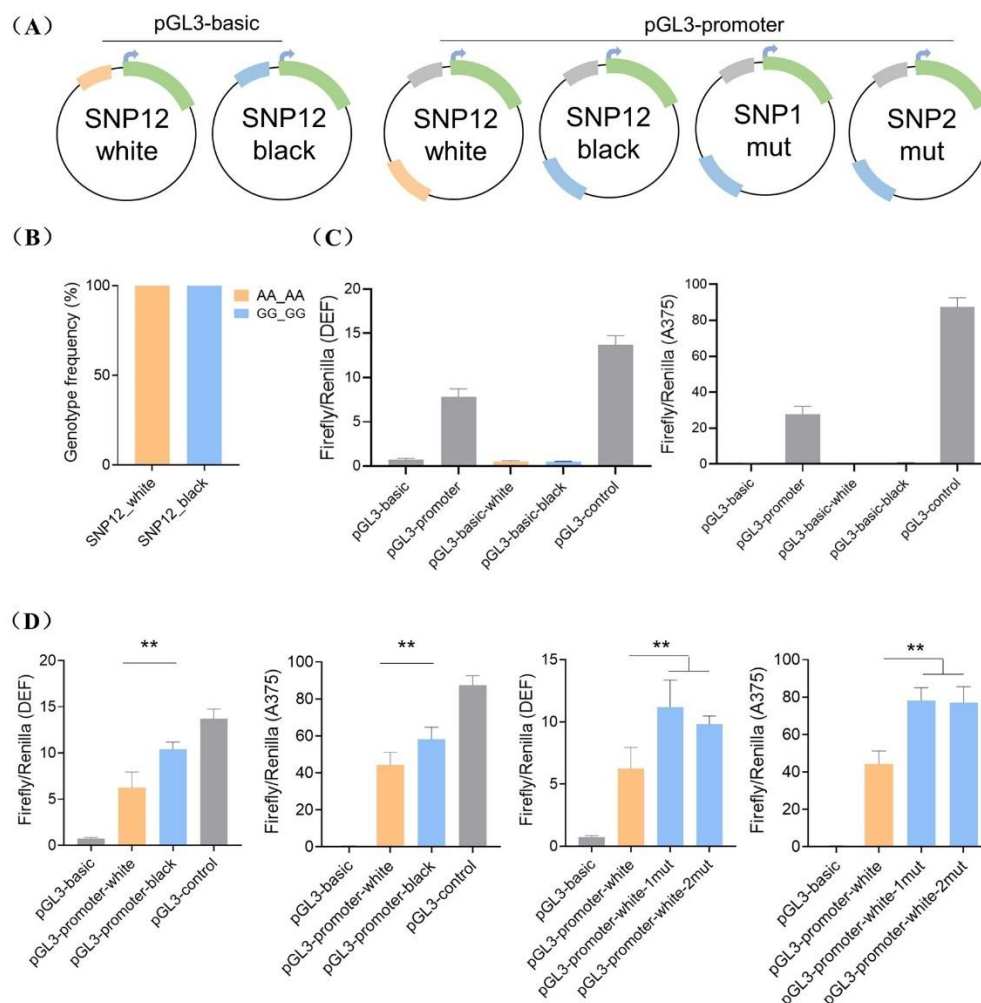 (A)
pGL3-basic
pGL3-promoter
SNP12
white
SNP12
black
SNP12
white
SNP12
black
SNP1
mut
SNP2
mut
(B)
Genotype frequency (%)
100
50
0
SNP12_white
SNP12_black
AA_AA
GG_GG
(C)
Firefly/Renilla (DEF)
20
15
10
5
0
pGL3-basic
pGL3-promoter
pGL3-basic-white
pGL3-basic-black
pGL3-control
Firefly/Renilla (A375)
100
80
60
40
20
0
pGL3-basic
pGL3-promoter
pGL3-basic-white
pGL3-basic-black
pGL3-control
(D)
Firefly/Renilla (DEF)
20
15
10
5
0
**
pGL3-basic
pGL3-promoter-white
pGL3-promoter-black
pGL3-control
Firefly/Renilla (A375)
100
80
60
40
20
0
**
pGL3-basic
pGL3-promoter-white
pGL3-promoter-black
pGL3-control
Firefly/Renilla (DEF)
15
10
5
0
**
pGL3-basic
pGL3-promoter-white
pGL3-promoter-white-1mut
pGL3-promoter-white-2mut
Firefly/Renilla (A375)
100
80
60
40
20
0
**
pGL3-basic
pGL3-promoter-white
pGL3-promoter-white-1mut
pGL3-promoter-white-2mut